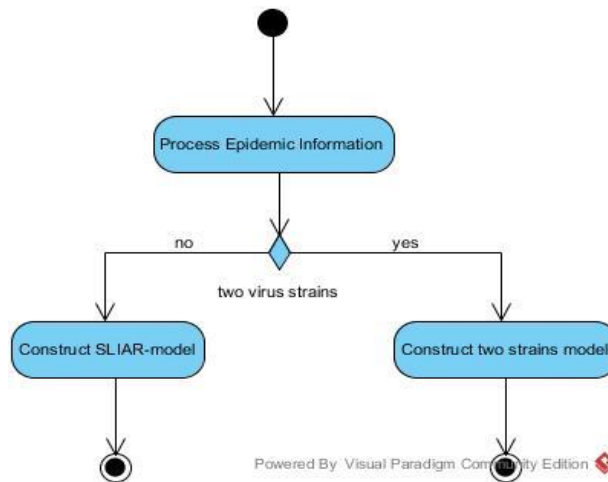 Process Epidemic Information
no
yes
two virus strains
Construct SLIAR-model
Construct two strains model
Powered By Visual Paradigm Community Edition